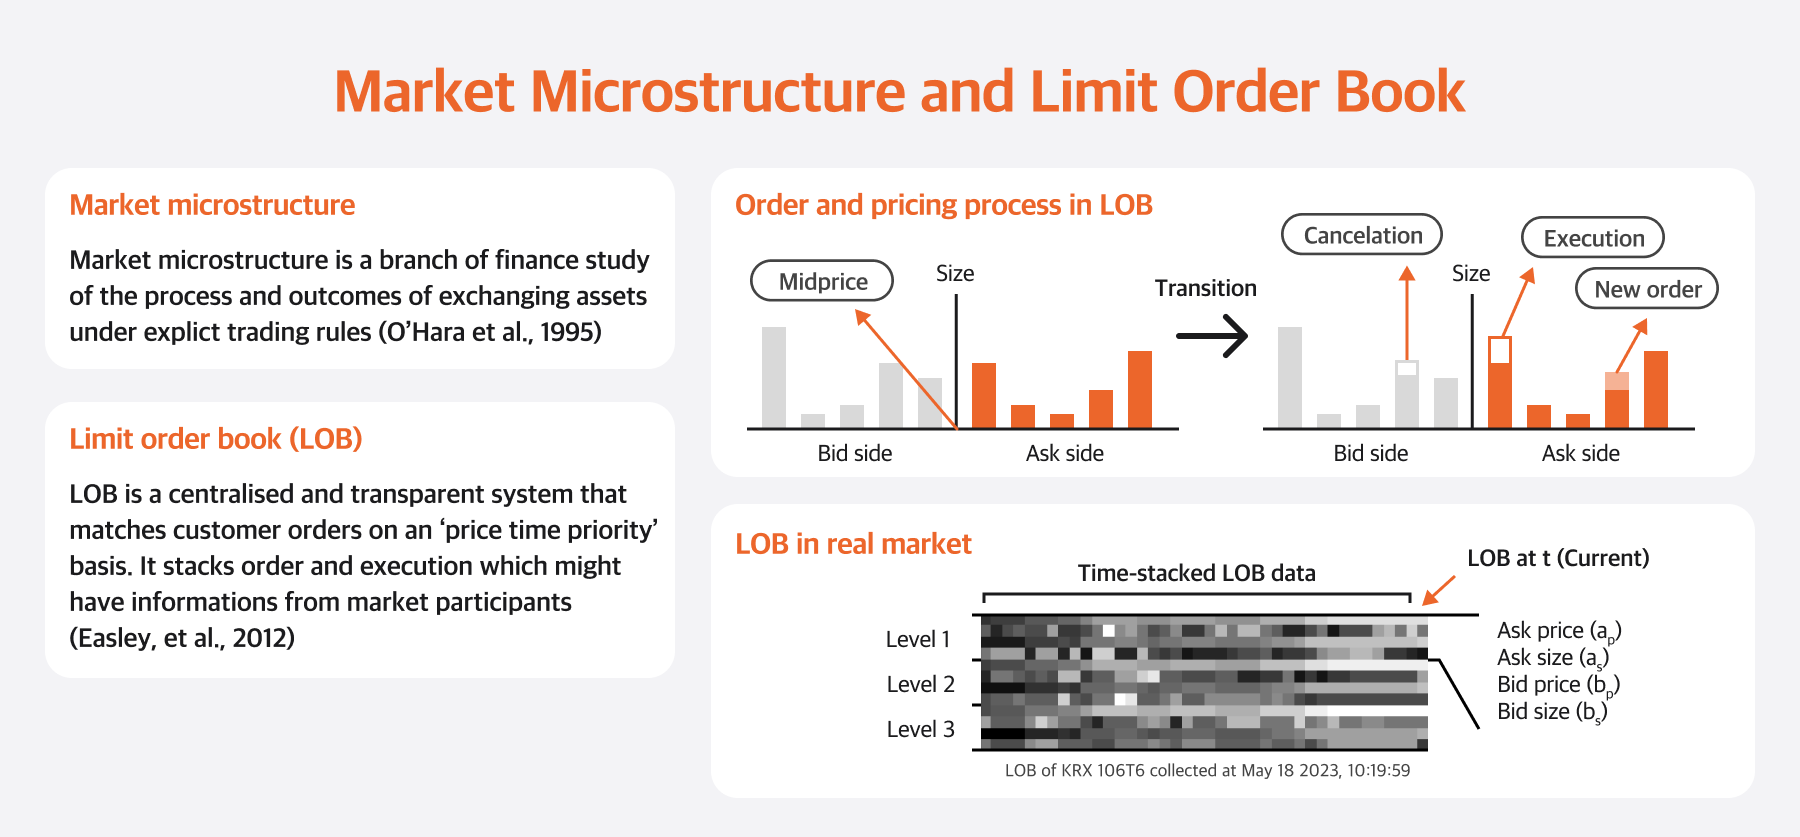 Market Microstructure and Limit Order Book
Market microstructure
Market microstructure is a branch of finance study
of the process and outcomes of exchanging assets
under explict trading rules (O’Hara et al., 1995)
Limit order book (LOB)
LOB is a centralised and transparent system that
matches customer orders on an ‘price time priority’
basis. It stacks order and execution which might
have informations from market participants
(Easley, et al., 2012)
Order and pricing process in LOB
Midprice
Size
Bid side
Ask side
Transition
Cancelation
Size
Execution
New order
Bid side
Ask side
LOB in real market
Time-stacked LOB data
LOB at t (Current)
Level 1
Level 2
Level 3
Ask price (ap)
Ask size (as)
Bid price (bp)
Bid size (bs)
LOB of KRX 106T6 collected at May 18 2023, 10:19:59